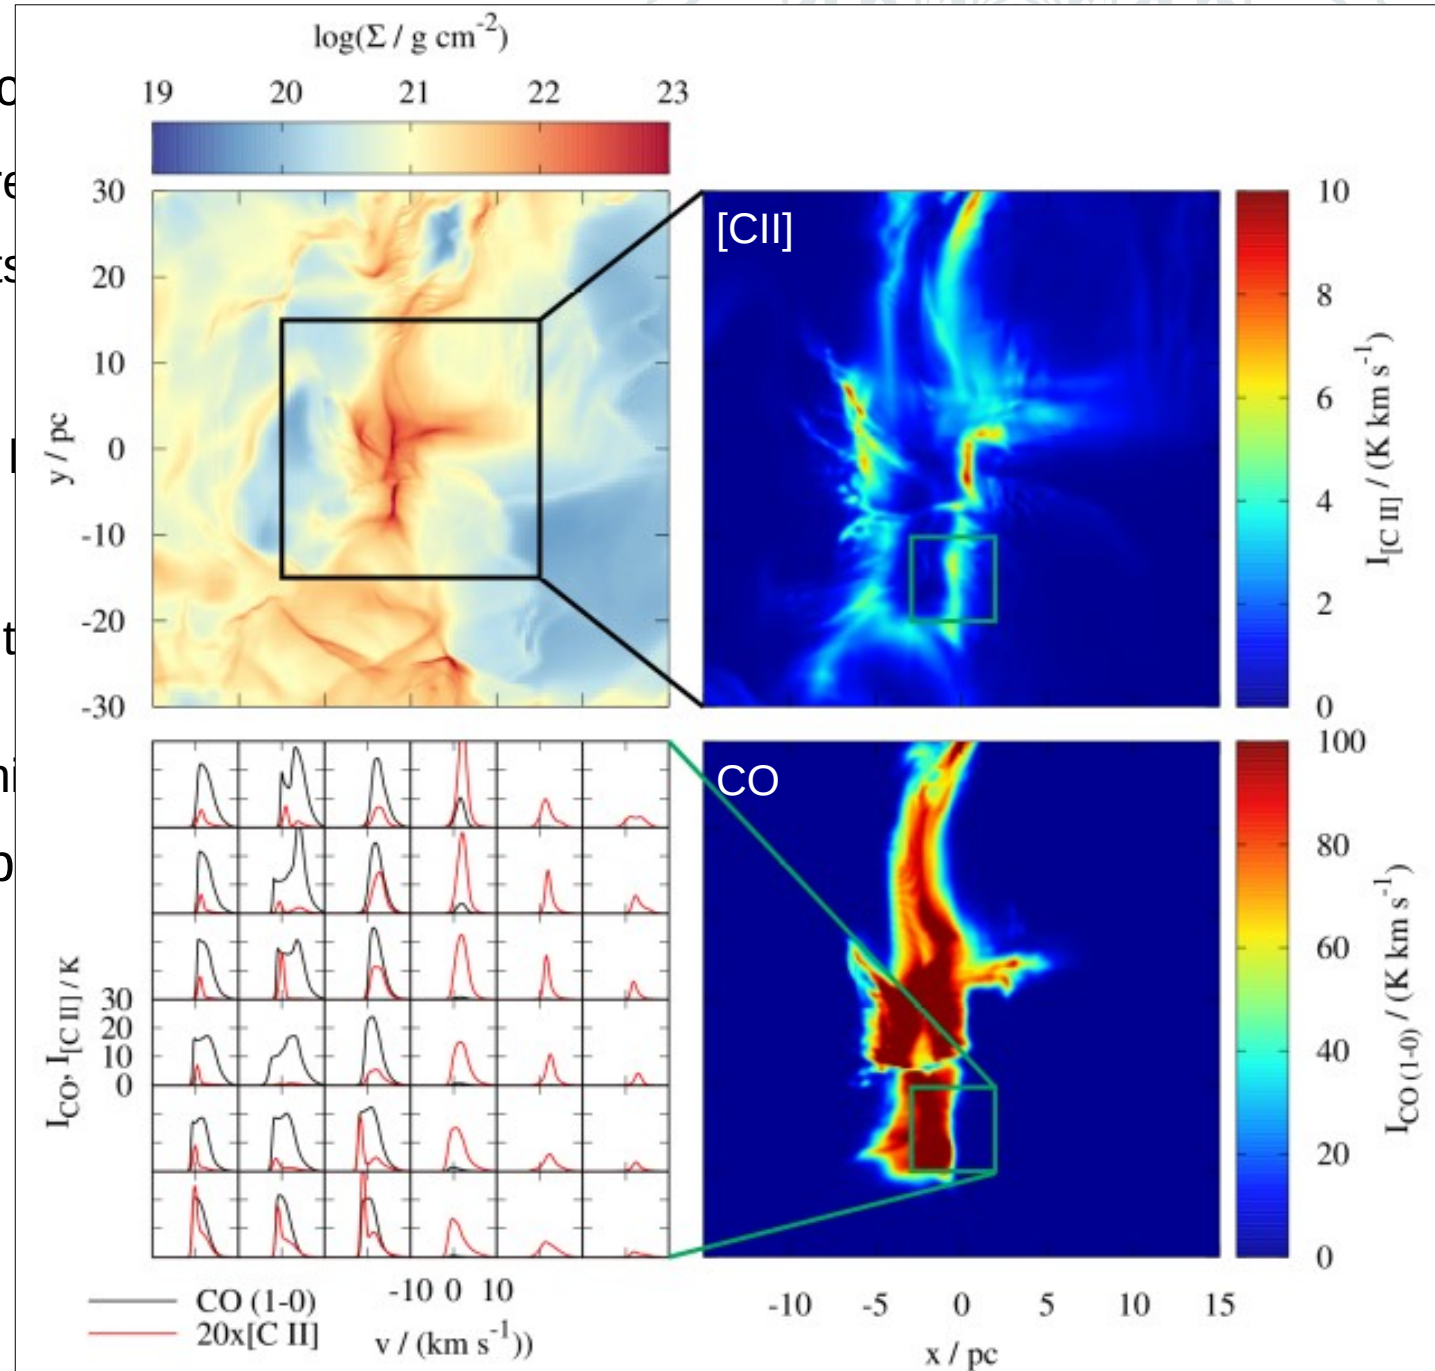 log(Σ / g cm-2)
19 20 21 22 23
30
20
10
0
-10
-20
-30
y / pc
[CII]
10
8
6
4
2
0
I[C II] / (K km s-1)
CO
100
80
60
40
20
0
ICO (1-0) / (K km s-1)
30
20
10
0
ICO, I[C II] / K
-10 0 10
v / (km s-1))
CO (1-0)
20x[C II]
-10 -5 0 5 10 15
x / pc